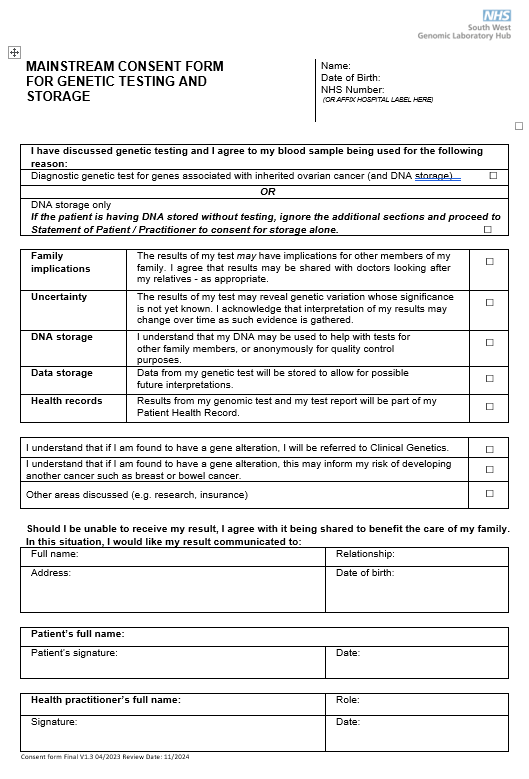 NHS
South West
Genomic Laboratory Hub
MAINSTREAM CONSENT FORM
FOR GENETIC TESTING AND
STORAGE
Name:
Date of Birth:
NHS Number:
(OR AFFIX HOSPITAL LABEL HERE)
I have discussed genetic testing and I agree to my blood sample being used for the following
reason:
Diagnostic genetic test for genes associated with inherited ovarian cancer (and DNA storage) ☐
OR
DNA storage only
If the patient is having DNA stored without testing, ignore the additional sections and proceed to
Statement of Patient / Practitioner to consent for storage alone. ☐
Family
implications
The results of my test may have implications for other members of my
family. I agree that results may be shared with doctors looking after
my relatives - as appropriate.
☐
Uncertainty
The results of my test may reveal genetic variation whose significance
is not yet known. I acknowledge that interpretation of my results may
change over time as such evidence is gathered.
☐
DNA storage
I understand that my DNA may be used to help with tests for
other family members, or anonymously for quality control
purposes.
☐
Data storage
Data from my genetic test will be stored to allow for possible
future interpretations.
☐
Health records
Results from my genomic test and my test report will be part of my
Patient Health Record.
☐
I understand that if I am found to have a gene alteration, I will be referred to Clinical Genetics. ☐
I understand that if I am found to have a gene alteration, this may inform my risk of developing
another cancer such as breast or bowel cancer. ☐
Other areas discussed (e.g. research, insurance) ☐
Should I be unable to receive my result, I agree with it being shared to benefit the care of my family.
In this situation, I would like my result communicated to:
Full name:
Relationship:
Address:
Date of birth:
Patient's full name:
Patient's signature:
Date:
Health practitioner's full name:
Role:
Signature:
Date:
Consent form Final V1.3 04/2023 Review Date: 11/2024